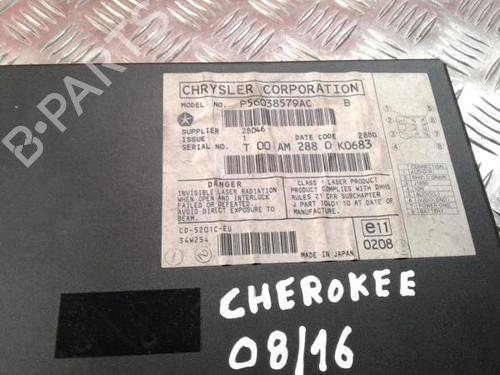 CHRYSLER CORPORATION
MODEL NO. P56038579AC B
SUPPLIER 28046
ISSUE 1 DATE CODE 2880
SERIAL NO. T 00 AM 288 0 K0683
DANGER
INVISIBLE LASER RADIATION
WHEN OPEN AND INTERLOCK
FAILED OR DEFEATED.
AVOID DIRECT EXPOSURE TO
BEAM.
CLASS 1 LASER PRODUCT
PRODUCT COMPLIES WITH DHHS
RULES 21 CFR SUBCHAPTER
J PART 1040. 10 AT DATE OF
MANUFACTURE.
CONNECTION
CD-5201C-EU
34W254
MADE IN JAPAN
e11
0208
1
2
CHEROKEE
08/16
B-PARTS